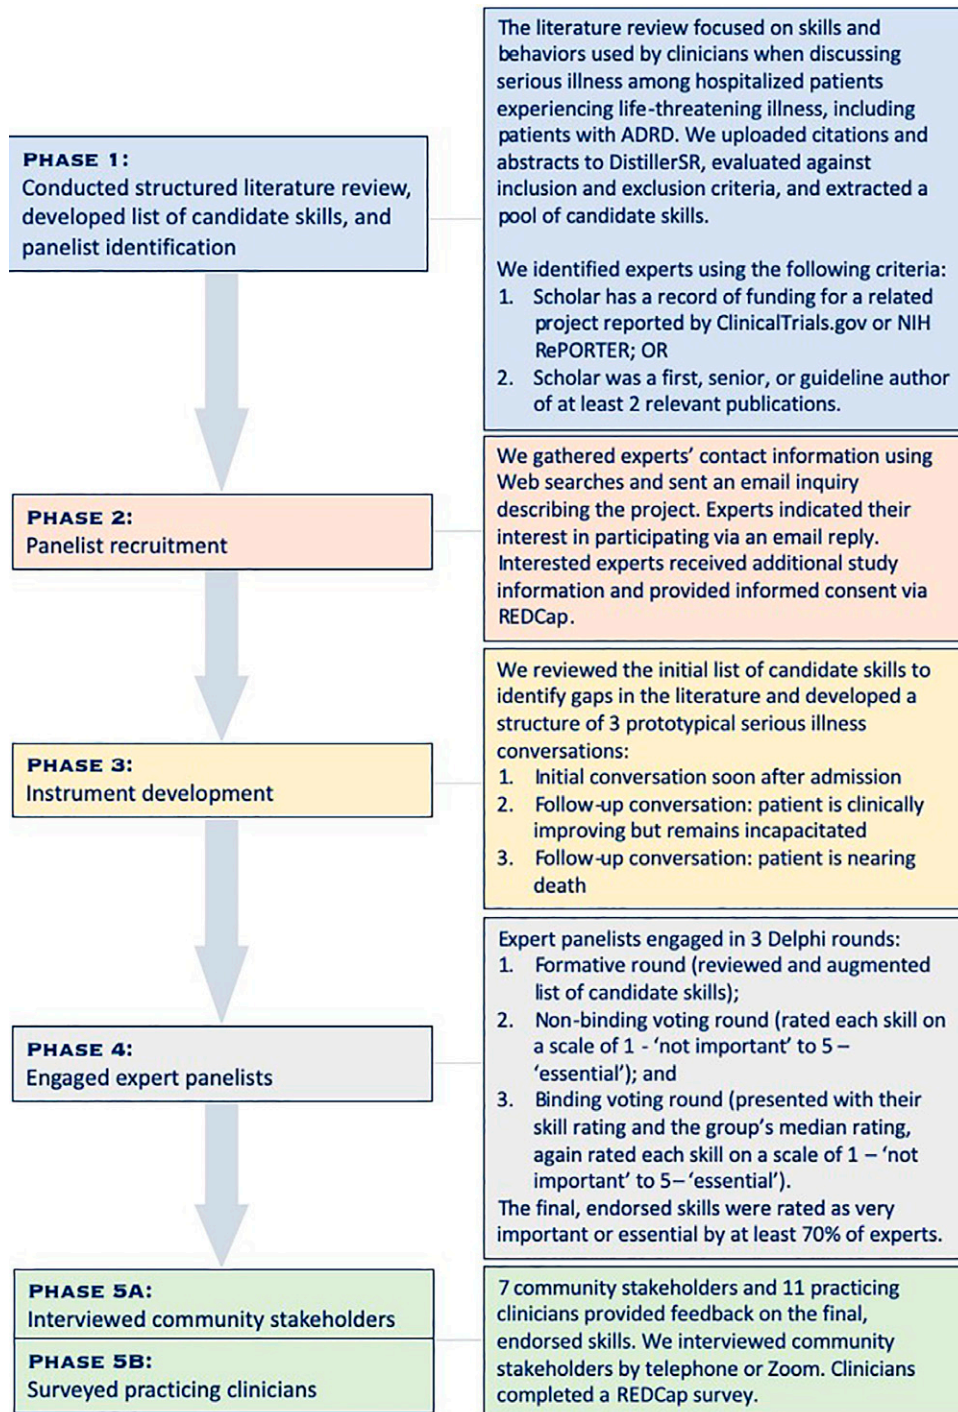 PHASE 1:
Conducted structured literature review,
developed list of candidate skills, and
panelist identification
The literature review focused on skills and
behaviors used by clinicians when discussing
serious illness among hospitalized patients
experiencing life-threatening illness, including
patients with ADRD. We uploaded citations and
abstracts to DistillerSR, evaluated against
inclusion and exclusion criteria, and extracted a
pool of candidate skills.
We identified experts using the following criteria:
1. Scholar has a record of funding for a related
project reported by ClinicalTrials.gov or NIH
RePORTER; OR
2. Scholar was a first, senior, or guideline author
of at least 2 relevant publications.
PHASE 2:
Panelist recruitment
We gathered experts’ contact information using
Web searches and sent an email inquiry
describing the project. Experts indicated their
interest in participating via an email reply.
Interested experts received additional study
information and provided informed consent via
REDCap.
PHASE 3:
Instrument development
We reviewed the initial list of candidate skills to
identify gaps in the literature and developed a
structure of 3 prototypical serious illness
conversations:
1. Initial conversation soon after admission
2. Follow-up conversation: patient is clinically
improving but remains incapacitated
3. Follow-up conversation: patient is nearing
death
PHASE 4:
Engaged expert panelists
Expert panelists engaged in 3 Delphi rounds:
1. Formative round (reviewed and augmented
list of candidate skills);
2. Non-binding voting round (rated each skill on
a scale of 1 - ‘not important’ to 5 –
‘essential’); and
3. Binding voting round (presented with their
skill rating and the group’s median rating,
again rated each skill on a scale of 1 – ‘not
important’ to 5– ‘essential’).
The final, endorsed skills were rated as very
important or essential by at least 70% of experts.
PHASE 5A:
Interviewed community stakeholders
PHASE 5B:
Surveyed practicing clinicians
7 community stakeholders and 11 practicing
clinicians provided feedback on the final,
endorsed skills. We interviewed community
stakeholders by telephone or Zoom. Clinicians
completed a REDCap survey.